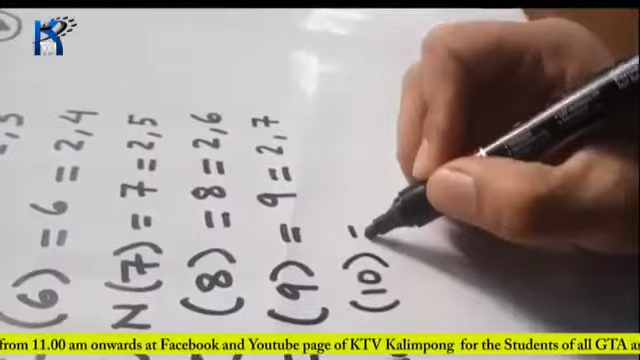 , 3
(6) = 6 = 2, 4
N (7) = 7 = 2, 5
(8) = 8 = 2, 6
(9) = 9 = 2, 7
(10) =
K
from 11.00 am onwards at Facebook and Youtube page of KTV Kalimpong for the Students of all GTA a